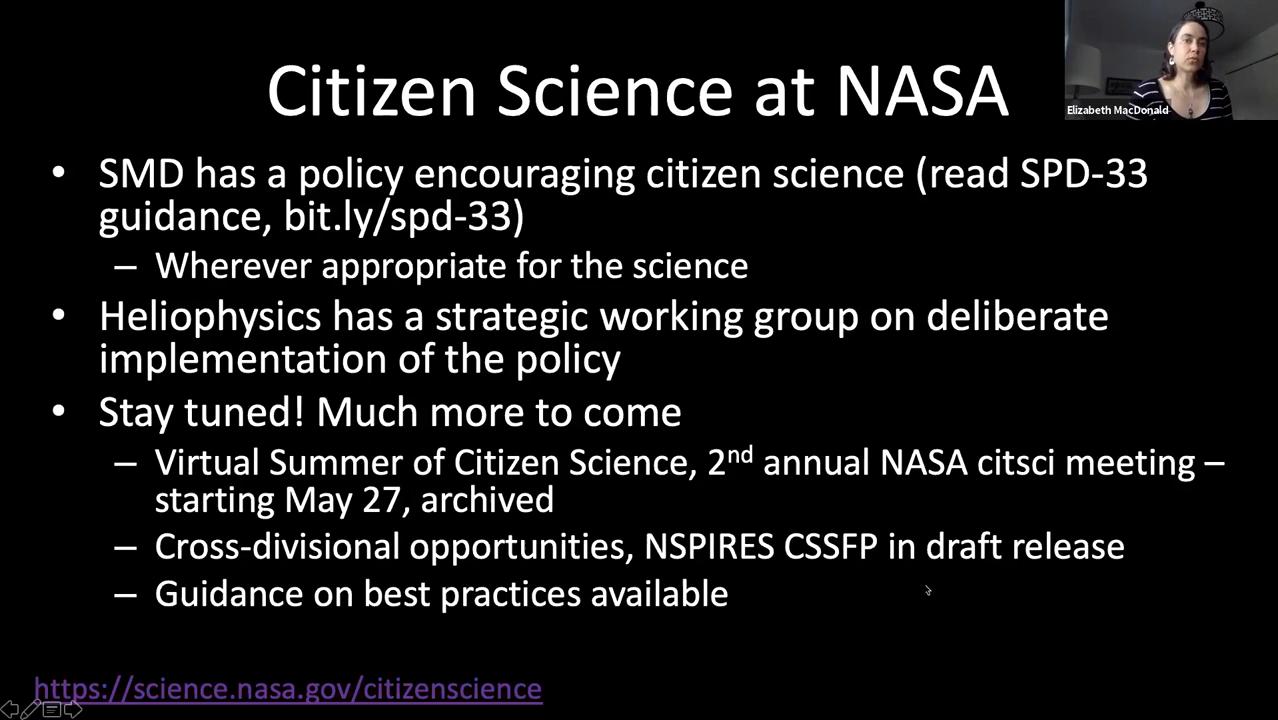 Citizen Science at NASA
Elizabeth MacDonald
• SMD has a policy encouraging citizen science (read SPD-33
guidance, bit.ly/spd-33)
– Wherever appropriate for the science
• Heliophysics has a strategic working group on deliberate
implementation of the policy
• Stay tuned! Much more to come
– Virtual Summer of Citizen Science, 2nd annual NASA citsci meeting –
starting May 27, archived
– Cross-divisional opportunities, NSPIRES CSSFP in draft release
– Guidance on best practices available
https://science.nasa.gov/citizenscience